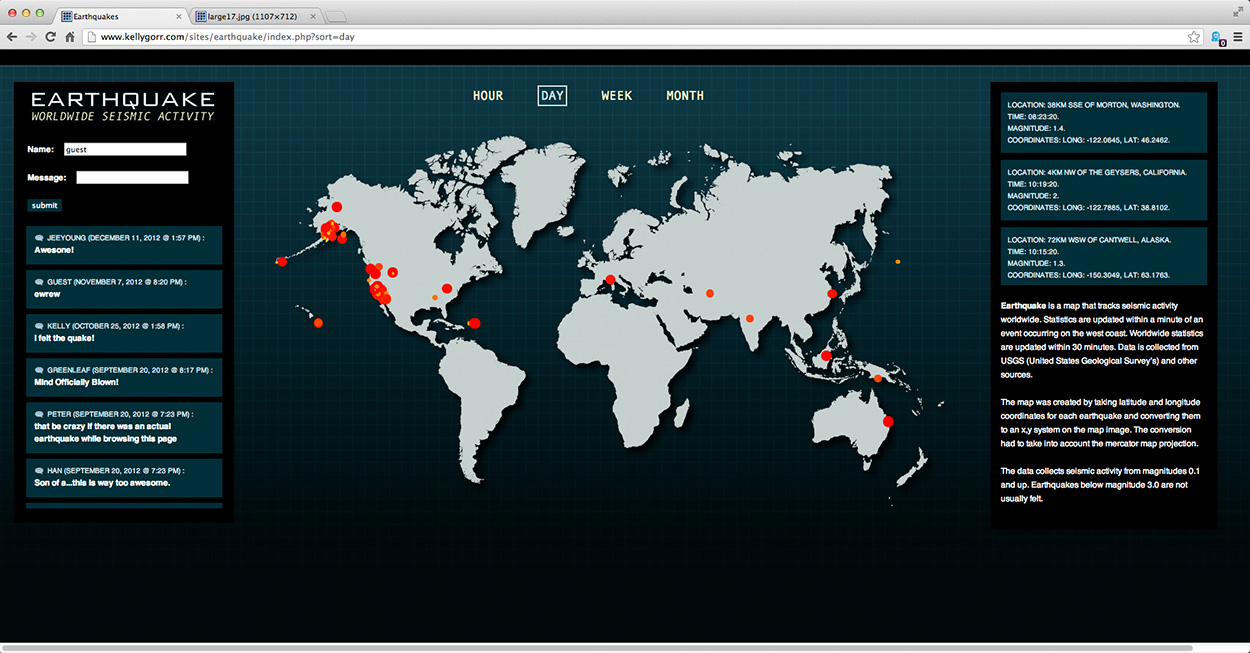 Earthquakes
large17.jpg (1107×712)
www.kellygorr.com/sites/earthquake/index.php?sort=day
0
EARTHQUAKE
WORLDWIDE SEISMIC ACTIVITY
Name: guest
Message:
submit
JEEYOUNG (DECEMBER 11, 2012 @ 1:57 PM) :
Awesome!
GUEST (NOVEMBER 7, 2012 @ 8:20 PM) :
ewrew
KELLY (OCTOBER 25, 2012 @ 1:58 PM) :
I felt the quake!
GREENLEAF (SEPTEMBER 20, 2012 @ 8:17 PM) :
Mind Officially Blown!
PETER (SEPTEMBER 20, 2012 @ 7:23 PM) :
that be crazy if there was an actual
earthquake while browsing this page
HAN (SEPTEMBER 20, 2012 @ 7:23 PM) :
Son of a...this is way too awesome.
HOUR DAY WEEK MONTH
LOCATION: 38KM SSE OF MORTON, WASHINGTON.
TIME: 08:23:20.
MAGNITUDE: 1.4.
COORDINATES: LONG: -122.0645, LAT: 46.2462.
LOCATION: 4KM NW OF THE GEYSERS, CALIFORNIA.
TIME: 10:19:20.
MAGNITUDE: 2.
COORDINATES: LONG: -122.7885, LAT: 38.8102.
LOCATION: 72KM WSW OF CANTWELL, ALASKA.
TIME: 10:15:20.
MAGNITUDE: 1.3.
COORDINATES: LONG: -150.3049, LAT: 63.1763.
Earthquake is a map that tracks seismic activity
worldwide. Statistics are updated within a minute of an
event occurring on the west coast. Worldwide statistics
are updated within 30 minutes. Data is collected from
USGS (United States Geological Survey's) and other
sources.
The map was created by taking latitude and longitude
coordinates for each earthquake and converting them
to an x,y system on the map image. The conversion
had to take into account the mercator map projection.
The data collects seismic activity from magnitudes 0.1
and up. Earthquakes below magnitude 3.0 are not
usually felt.